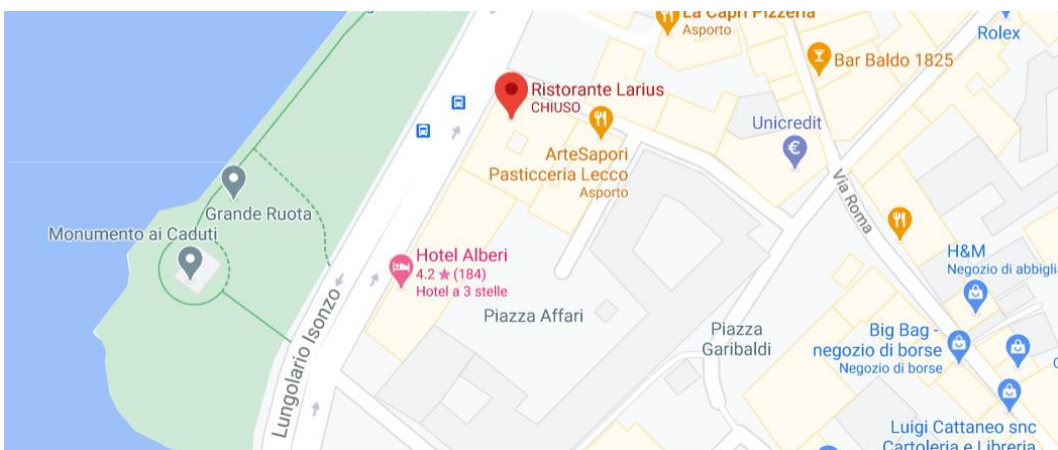 La Capri Pizzeria
Asporto
Rolex
Bar Baldo 1825
Ristorante Larius
CHIUSO
Unicredit
€
ArteSapori
Pasticceria Lecco
Asporto
Via Roma
Grande Ruota
Monumento ai Caduti
Hotel Alberi
4.2 ★ (184)
Hotel a 3 stelle
H&M
Negozio di abbigli
Lungolario Isonzo
Piazza Affari
Piazza
Garibaldi
Big Bag -
negozio di borse
Negozio di borse
Luigi Cattaneo snc
Cartoleria e Libreria